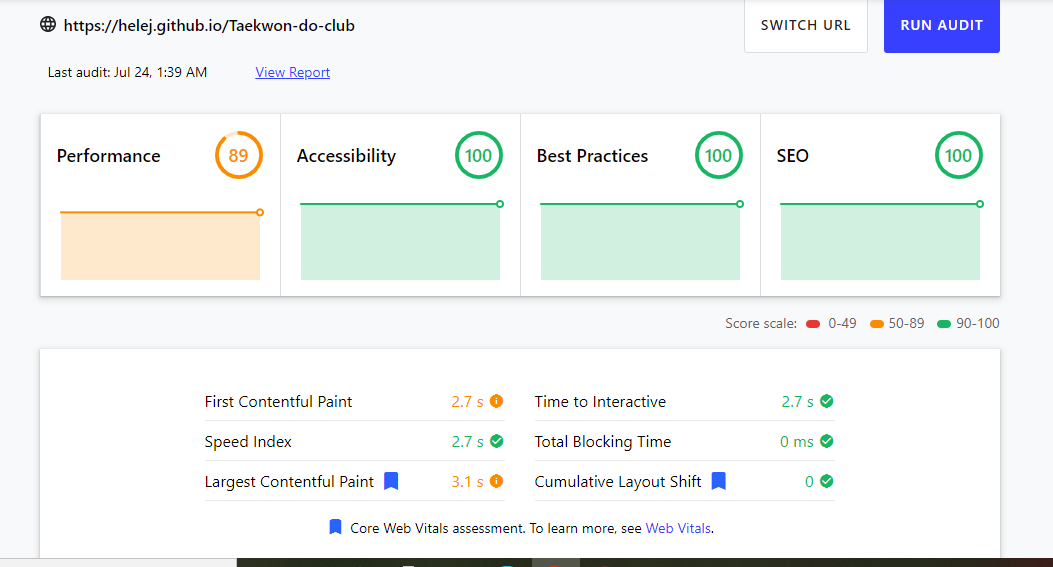 https://helej.github.io/Taekwon-do-club
SWITCH URL
RUN AUDIT
Last audit: Jul 24, 1:39 AM View Report
Performance 89
Accessibility 100
Best Practices 100
SEO 100
Score scale: 0-49 50-89 90-100
First Contentful Paint 2.7 s
Time to Interactive 2.7 s
Speed Index 2.7 s
Total Blocking Time 0 ms
Largest Contentful Paint 3.1 s
Cumulative Layout Shift 0
Core Web Vitals assessment. To learn more, see Web Vitals.